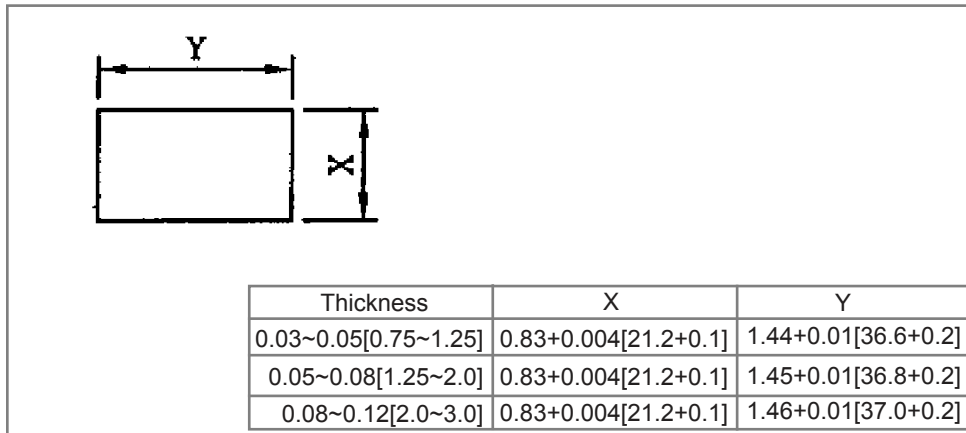 Y
X
Thickness X Y
0.03~0.05[0.75~1.25] 0.83+0.004[21.2+0.1] 1.44+0.01[36.6+0.2]
0.05~0.08[1.25~2.0] 0.83+0.004[21.2+0.1] 1.45+0.01[36.8+0.2]
0.08~0.12[2.0~3.0] 0.83+0.004[21.2+0.1] 1.46+0.01[37.0+0.2]